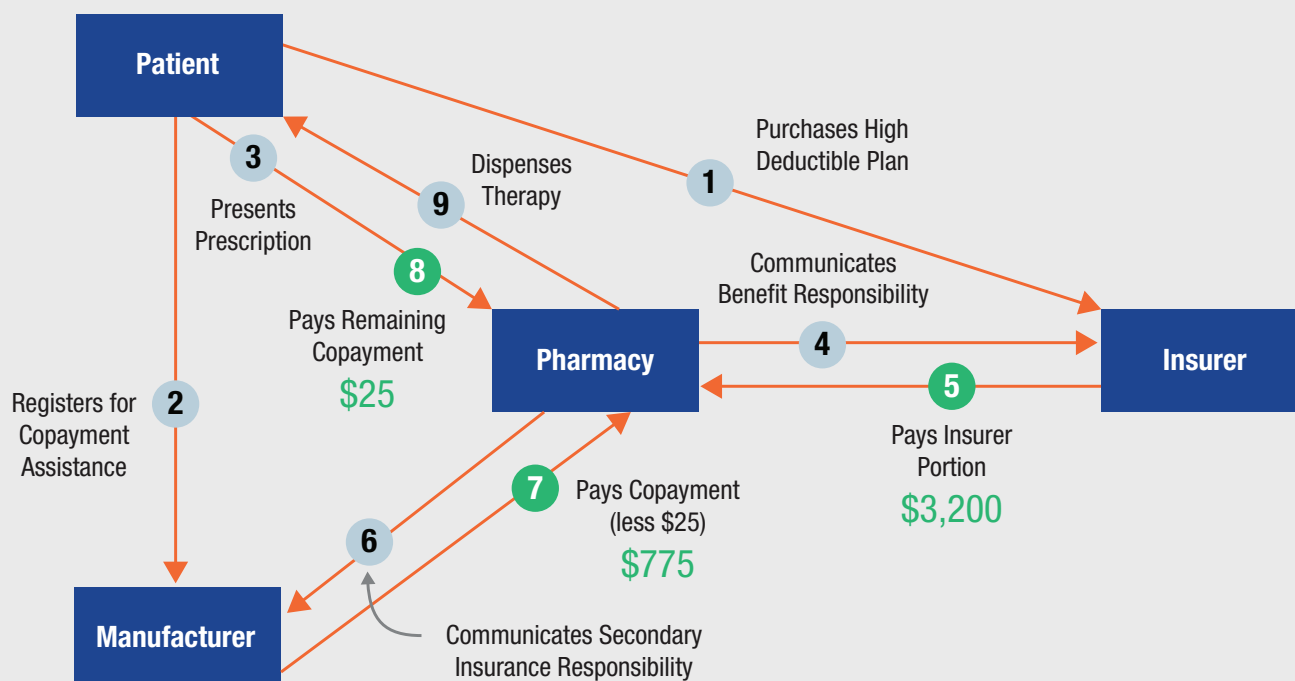 Patient
3
Presents
Prescription
Dispenses
Therapy
9
1
Purchases High
Deductible Plan
8
Pays Remaining
Copayment
$25
Communicates
Benefit Responsibility
4
Pharmacy
Insurer
5
Pays Insurer
Portion
$3,200
2
Registers for
Copayment
Assistance
7
Pays Copayment
(less $25)
$775
6
Manufacturer
Communicates Secondary
Insurance Responsibility